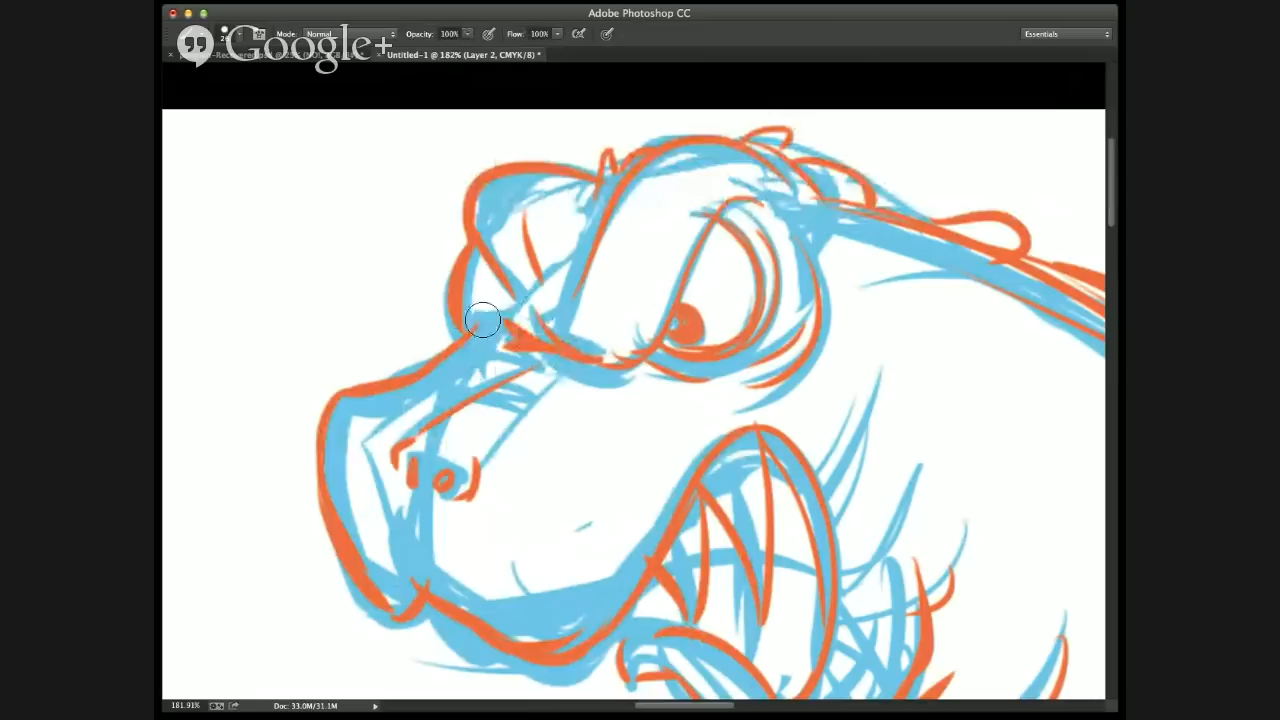 Adobe Photoshop CC
Google+
Mode: Normal Opacity: 100% Flow: 100% Essentials
Untitled-1 @ 182% (Layer 2, CMYK/8) *
181.91% Doc: 33.0M/31.1M